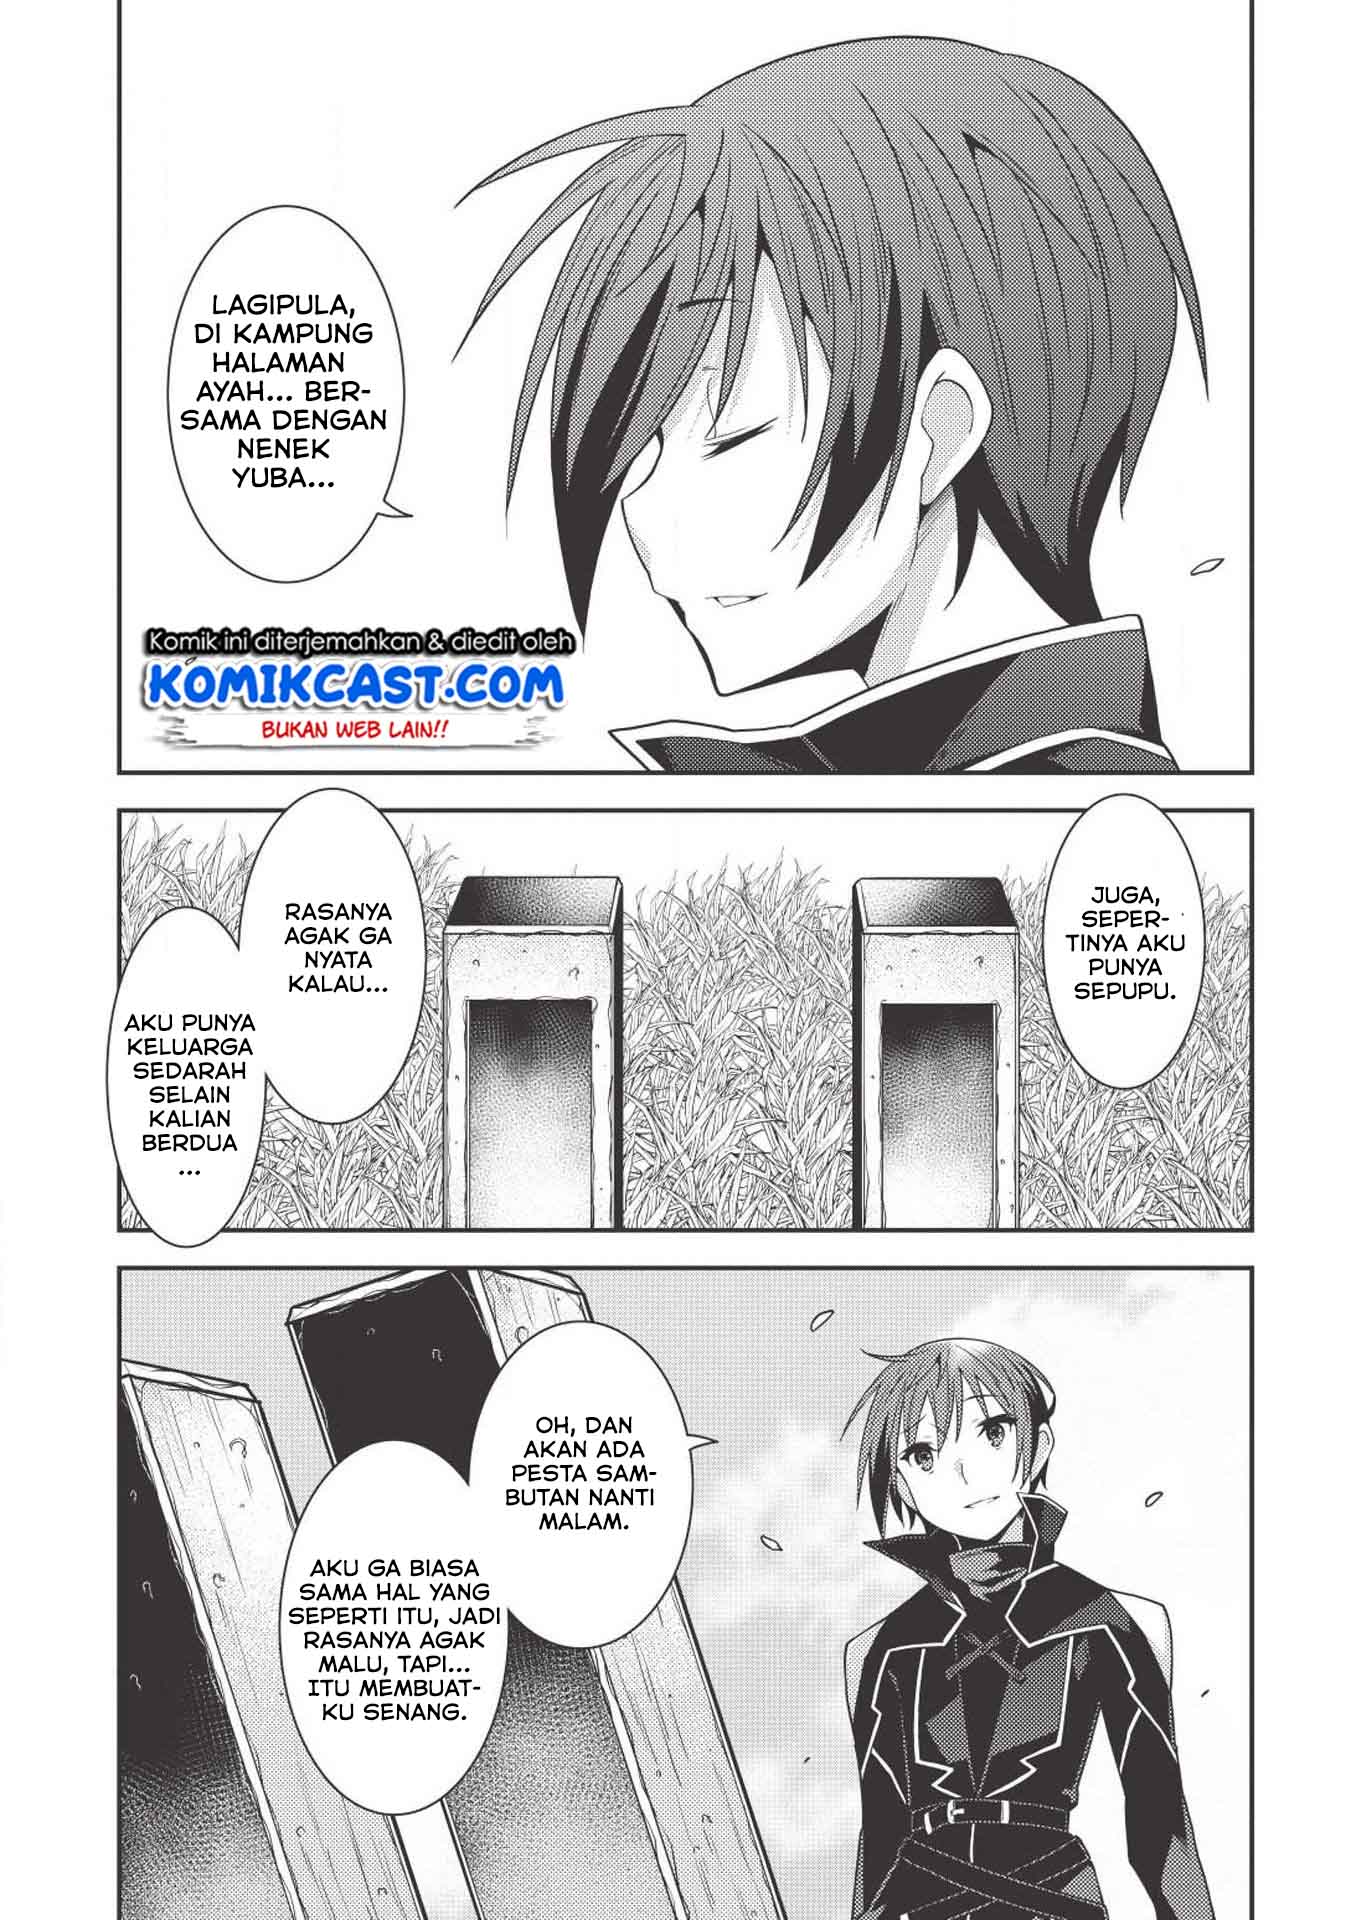 LAGIPULA,
DI KAMPUNG
HALAMAN
AYAH... BER-
SAMA DENGAN
NENEK
YUBA...
Komik ini diterjemahkan & diedit oleh
KOMIKCAST.COM
BUKAN WEB LAIN!!
JUGA,
SEPER-
TINYA AKU
PUNYA
SEPUPU.
RASANYA
AGAK GA
NYATA
KALAU...
AKU PUNYA
KELUARGA
SEDARAH
SELAIN
KALIAN
BERDUA
...
OH, DAN
AKAN ADA
PESTA SAM-
BUTAN NANTI
MALAM.
AKU GA BIASA
SAMA HAL YANG
SEPERTI ITU, JADI
RASANYA AGAK
MALU, TAPI...
ITU MEMBUAT-
KU SENANG.